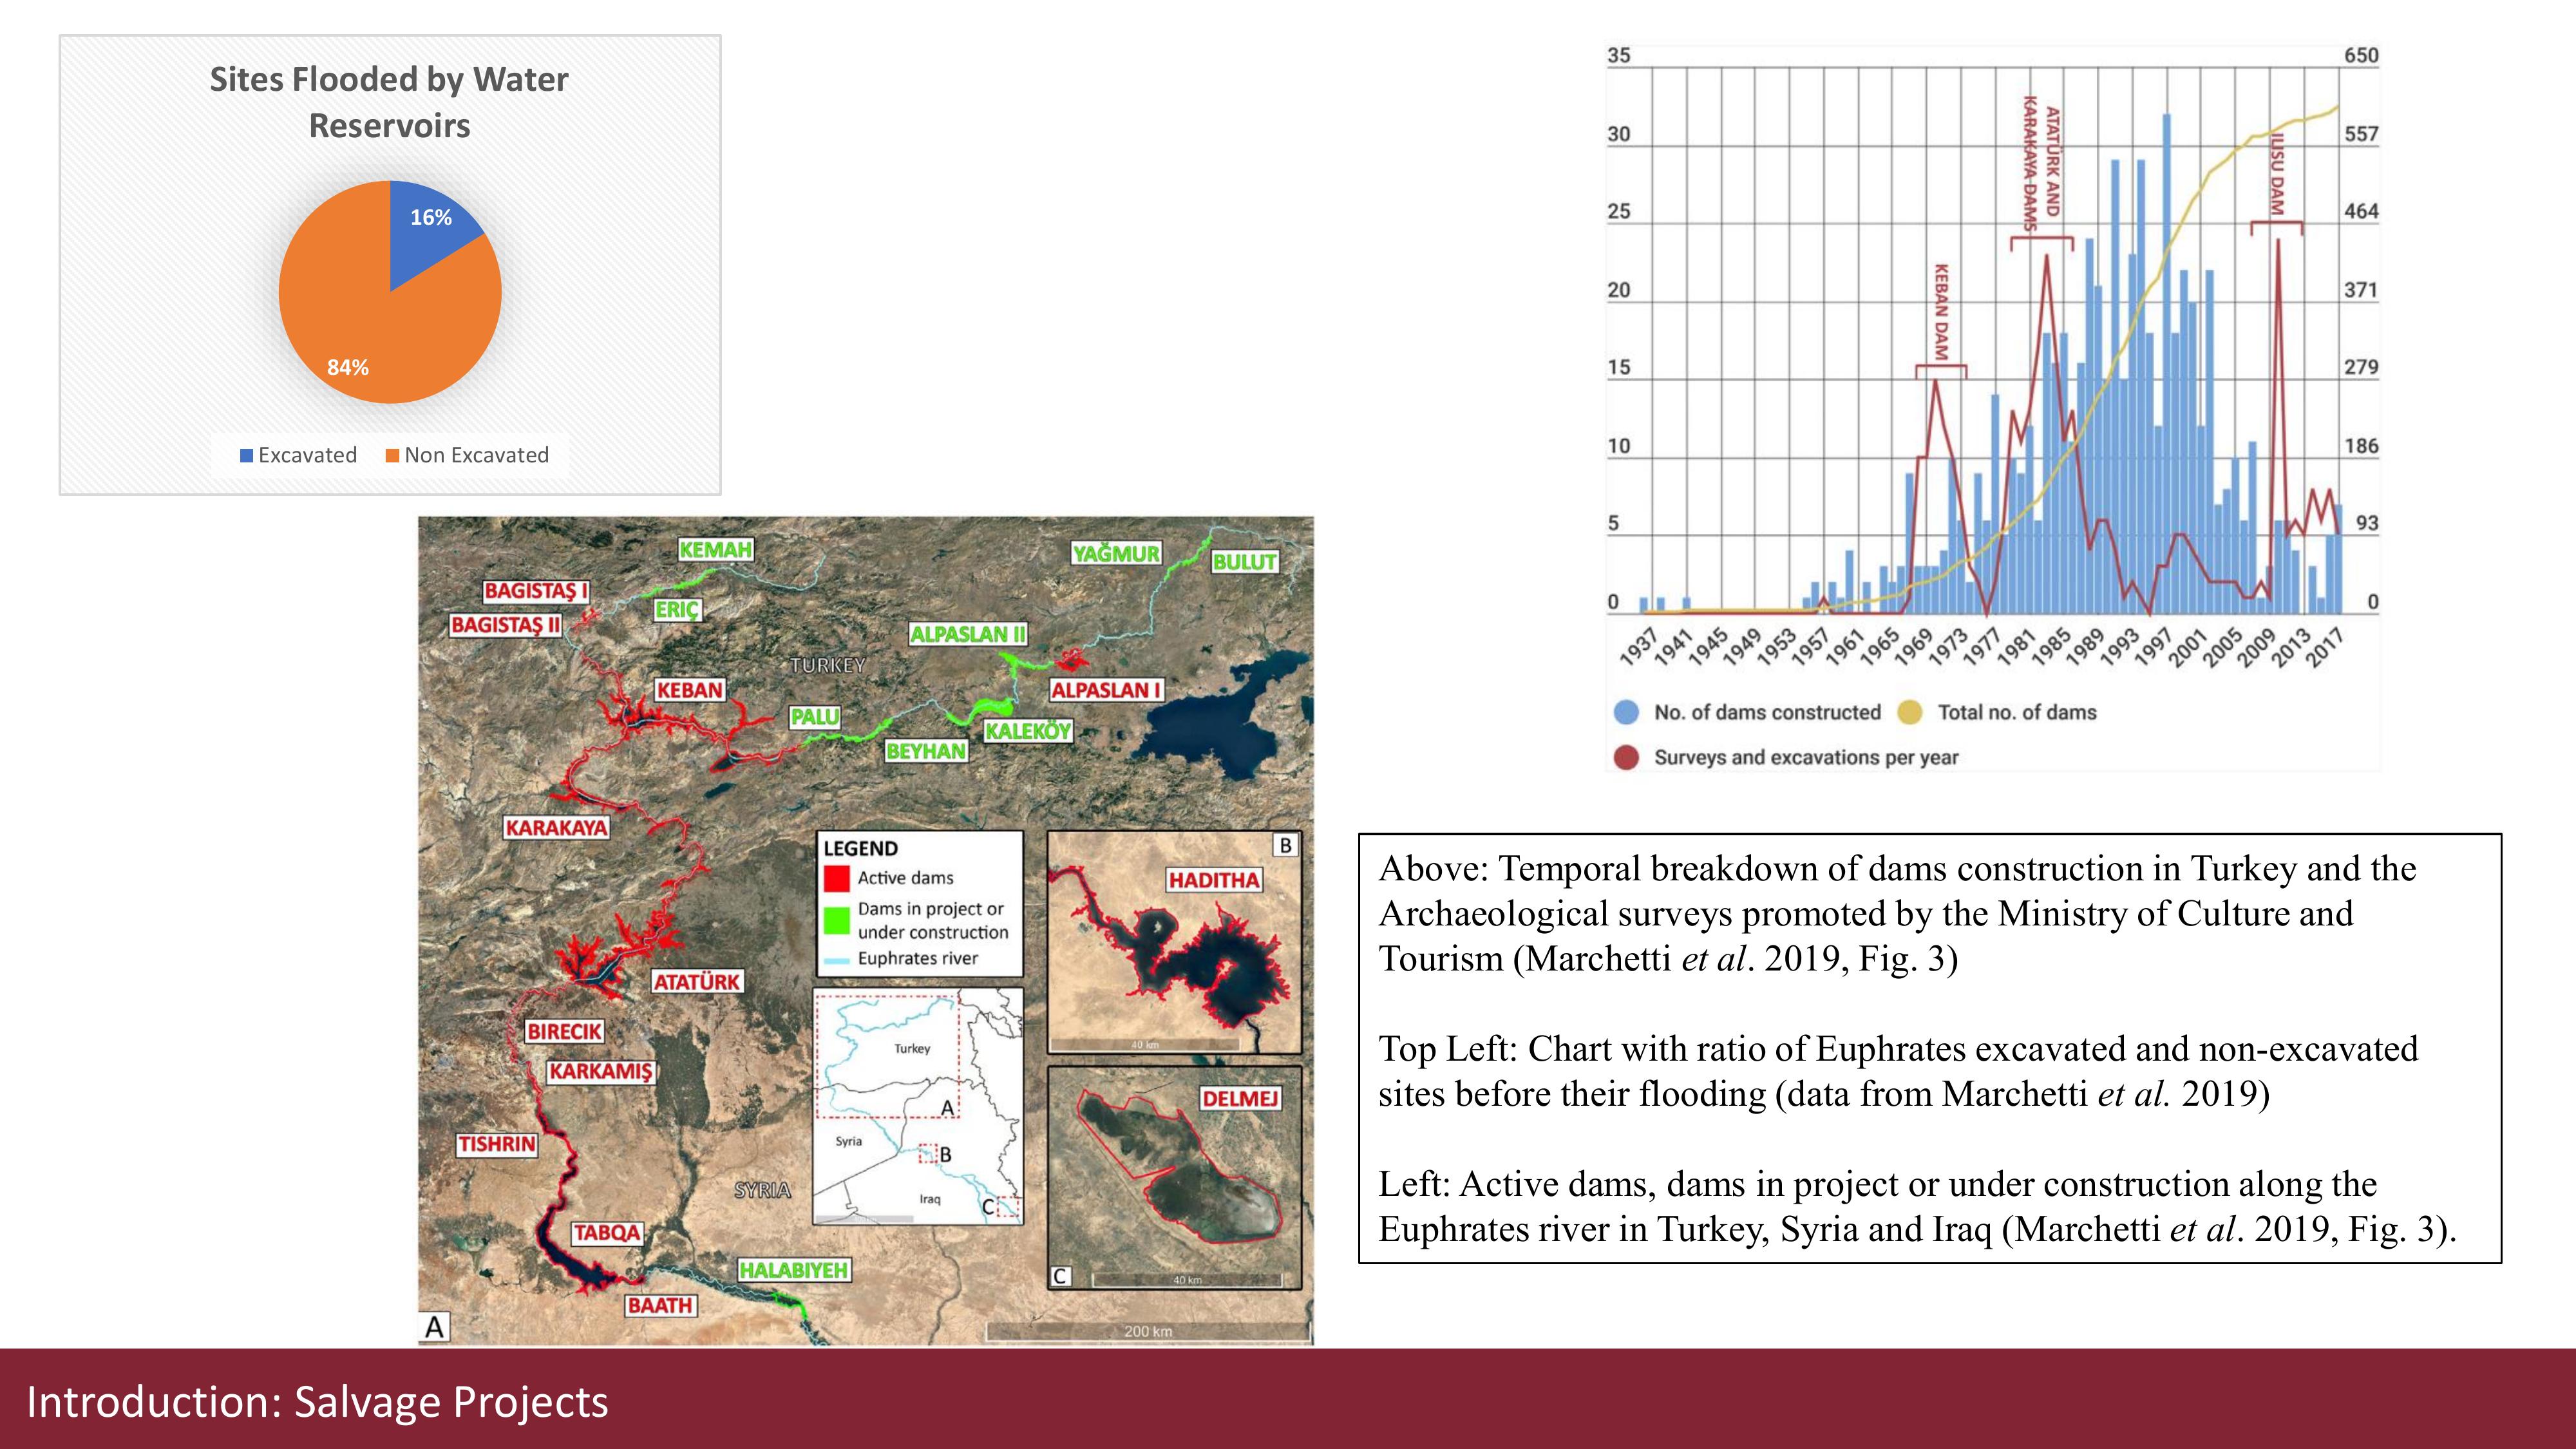 Sites Flooded by Water
Reservoirs
16%
84%
Excavated
Non Excavated
35
30
25
20
15
10
5
0
650
557
464
371
279
186
93
0
KEBAN DAM
ATATÜRK AND
KARAKAYA DAMS
ILISU DAM
1937
1941
1945
1949
1953
1957
1961
1965
1969
1973
1977
1981
1985
1989
1993
1997
2001
2005
2009
2013
2017
No. of dams constructed
Total no. of dams
Surveys and excavations per year
KEMAH
YAĞMUR
BULUT
BAGISTAŞ I
ERIÇ
BAGISTAŞ II
ALPASLAN II
TURKEY
KEBAN
ALPASLAN I
PALU
KALEKÖY
BEYHAN
KARAKAYA
LEGEND
Active dams
Dams in project or
under construction
Euphrates river
B
HADITHA
40 km
ATATÜRK
BIRECIK
KARKAMIŞ
Turkey
A
Syria
B
Iraq
C
DELMEJ
C
40 km
TISHRIN
SYRIA
TABQA
HALABIYEH
BAATH
A
200 km
Above: Temporal breakdown of dams construction in Turkey and the
Archaeological surveys promoted by the Ministry of Culture and
Tourism (Marchetti et al. 2019, Fig. 3)
Top Left: Chart with ratio of Euphrates excavated and non-excavated
sites before their flooding (data from Marchetti et al. 2019)
Left: Active dams, dams in project or under construction along the
Euphrates river in Turkey, Syria and Iraq (Marchetti et al. 2019, Fig. 3).
Introduction: Salvage Projects